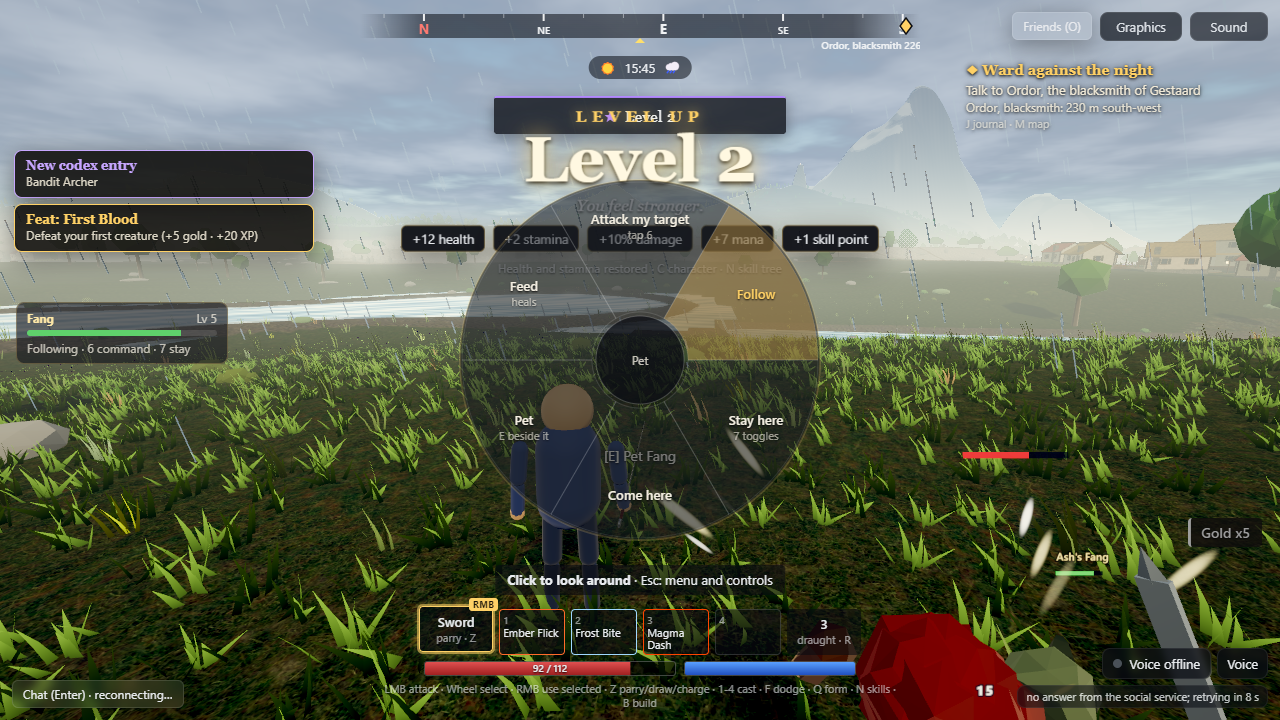 N
NE
E
SE
Ordor, blacksmith 226
15:45
Friends (O)
Graphics
Sound
Ward against the night
Talk to Ordor, the blacksmith of Gestaard
Ordor, blacksmith: 230 m south-west
J journal · M map
LEVEL UP
Level 2
Level 2
You feel stronger.
+12 health
+2 stamina
+10% damage
+7 mana
+1 skill point
Health and stamina restored · C character · N skill tree
New codex entry
Bandit Archer
Feat: First Blood
Defeat your first creature (+5 gold · +20 XP)
Fang
Lv 5
Following · 6 command · 7 stay
Attack my target
tap 6
Feed
heals
Follow
Pet
Pet
E beside it
Stay here
7 toggles
[E] Pet Fang
Come here
Gold x5
Ash's Fang
Click to look around · Esc menu and controls
RMB
Sword
parry · Z
1
Ember Flick
2
Frost Bite
3
Magma Dash
4
3
draught · R
92 / 112
LMB attack · Wheel select · RMB use selected · Z parry/draw/charge · 1-4 cast · F dodge · Q form · N skills ·
B build
Chat (Enter) · reconnecting...
15
Voice offline
Voice
no answer from the social service; retrying in 8 s